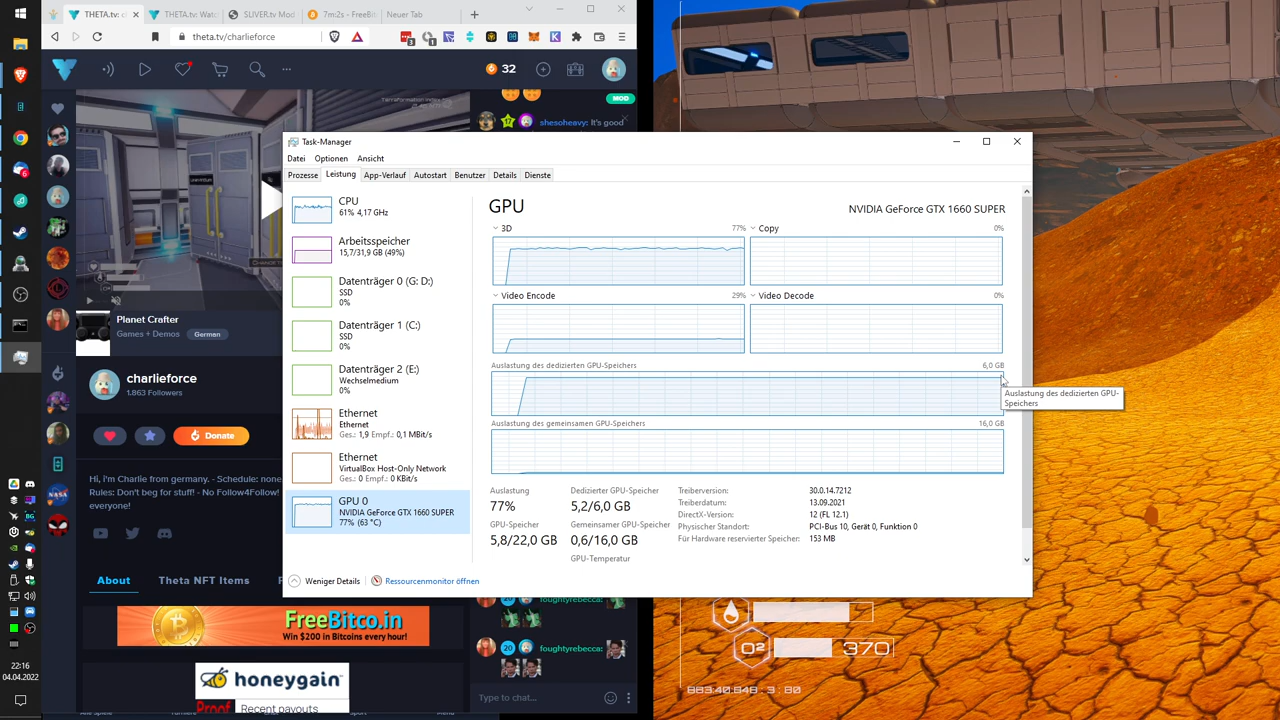 THETA.tv: c
THETA.tv: Watc
SLIVER.tv Mod
7m:2s - FreeBit
Neuer Tab
theta.tv/charlieforce
3
1
32
MOD
17
shesoheavy: It's good
Planet Crafter
Games + Demos
German
charlieforce
1.863 Followers
Donate
Hi, i'm Charlie from germany. - Schedule: none.
Rules: Don't beg for stuff! - No Follow4Follow!
everyone!
About
Theta NFT Items
FreeBitco.in
Win $200 in Bitcoins every hour!
honeygain
Proof
Recent payouts
20
foughtyrebecca:
20
foughtyrebecca:
Type to chat...
Task-Manager
Datei
Optionen
Ansicht
Prozesse
Leistung
App-Verlauf
Autostart
Benutzer
Details
Dienste
CPU
61% 4,17 GHz
Arbeitsspeicher
15,7/31,9 GB (49%)
Datenträger 0 (G: D:)
SSD
0%
Datenträger 1 (C:)
SSD
0%
Datenträger 2 (E:)
Wechselmedium
0%
Ethernet
Ethernet
Ges.: 1,9 Empf.: 0,1 MBit/s
Ethernet
VirtualBox Host-Only Network
Ges.: 0 Empf.: 0 KBit/s
GPU 0
NVIDIA GeForce GTX 1660 SUPER
77% (63 °C)
GPU
NVIDIA GeForce GTX 1660 SUPER
3D
77%
Copy
0%
Video Encode
29%
Video Decode
0%
Auslastung des dedizierten GPU-Speichers
6,0 GB
Auslastung des dedizierten GPU-
Speichers
Auslastung des gemeinsamen GPU-Speichers
16,0 GB
Auslastung
77%
Dedizierter GPU-Speicher
5,2/6,0 GB
GPU-Speicher
5,8/22,0 GB
Gemeinsamer GPU-Speicher
0,6/16,0 GB
GPU-Temperatur
Treiberversion:
30.0.14.7212
Treiberdatum:
13.09.2021
DirectX-Version:
12 (FL 12.1)
Physischer Standort:
PCI-Bus 10, Gerät 0, Funktion 0
Für Hardware reservierter Speicher:
153 MB
Weniger Details
Ressourcenmonitor öffnen
O²
370
22:16
04.04.2022